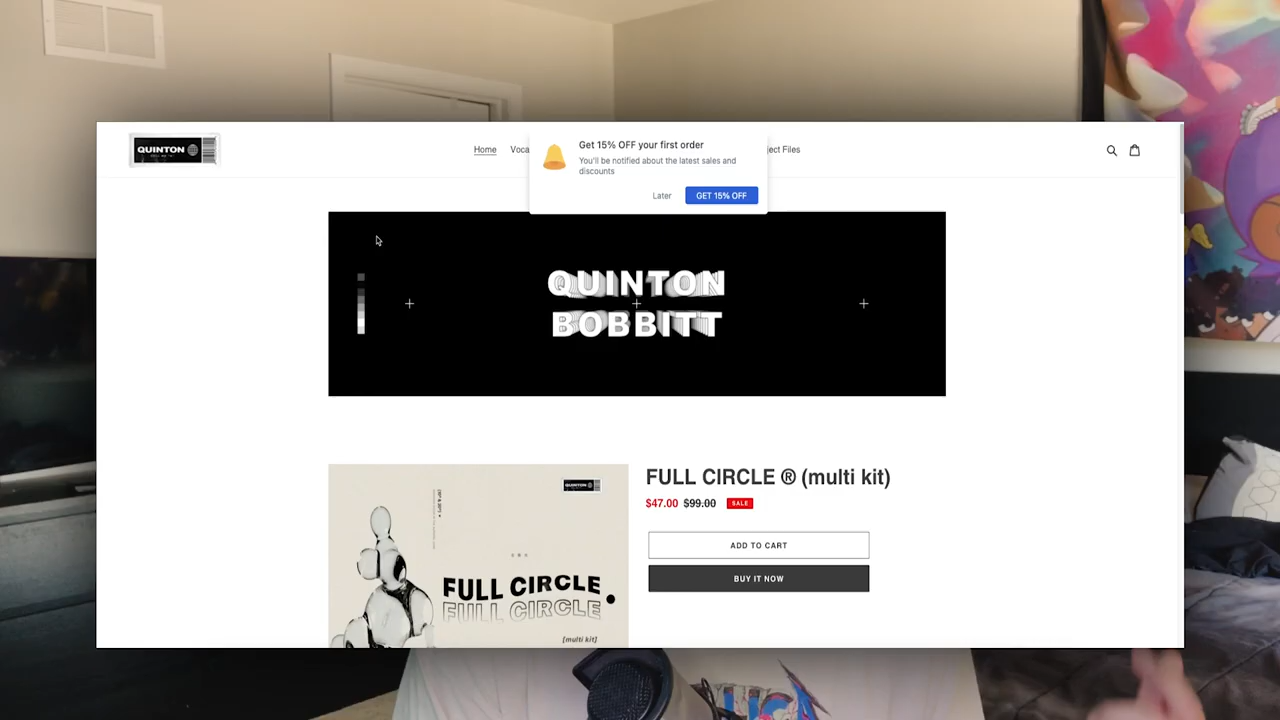 QUINTON
Home
Voca
ject Files
Get 15% OFF your first order
You'll be notified about the latest sales and
discounts
Later
GET 15% OFF
QUINTON
BOBBITT
FULL CIRCLE ® (multi kit)
$47.00 $99.00 SALE
ADD TO CART
BUY IT NOW
QUINTON
FULL CIRCLE
FULL CIRCLE
[multi kit]